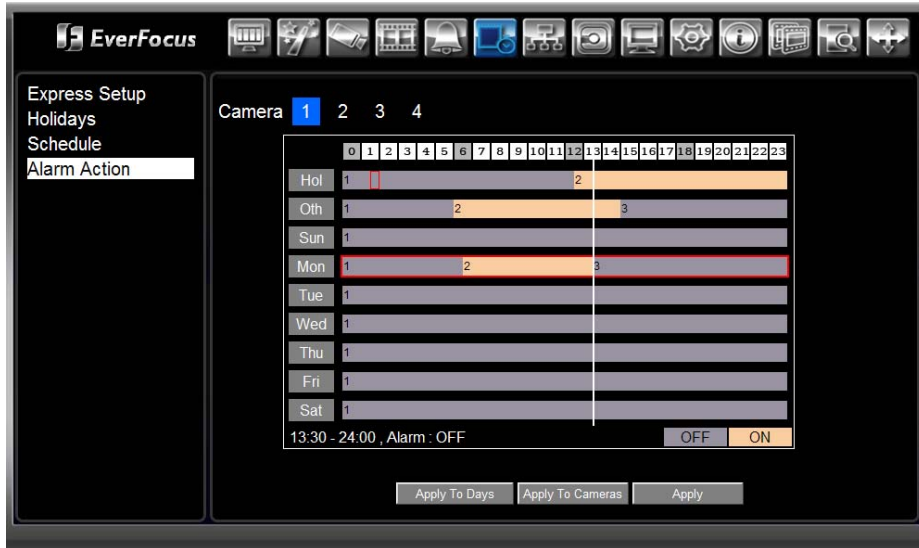 EverFocus
Express Setup
Holidays
Schedule
Alarm Action
Camera 1 2 3 4
0 1 2 3 4 5 6 7 8 9 10 11 12 13 14 15 16 17 18 19 20 21 22 23
Hol 1 2
Oth 1 2 3
Sun 1
Mon 1 2 3
Tue 1
Wed 1
Thu 1
Fri 1
Sat 1
13:30 - 24:00 , Alarm : OFF OFF ON
Apply To Days Apply To Cameras Apply